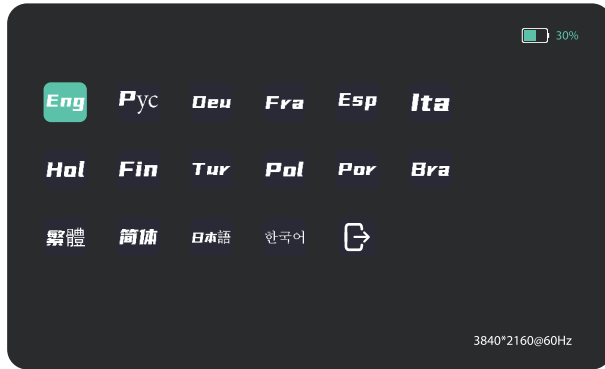 30%
Eng Рус Deu Fra Esp Ita
Hol Fin Tur Pol Por Bra
繁體 简体 日本語 한국어
3840*2160@60Hz